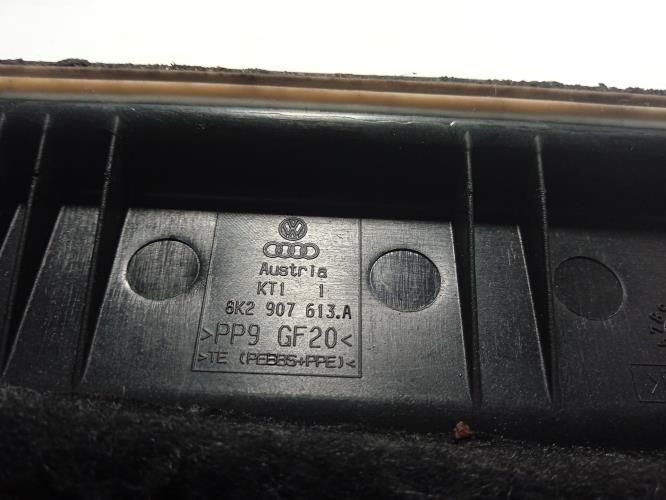 Austria
KT1 1
8K2 907 613.A
>PP9 GF20<
>TE (PEBBS+PPE)<